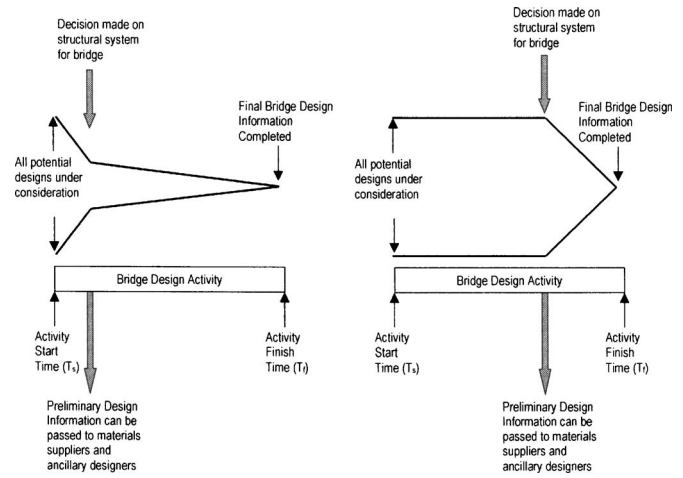 Decision made on
structural system
for bridge
Final Bridge Design
Information
Completed
All potential
designs under
consideration
Bridge Design Activity
Activity
Start
Time (Ts)
Activity
Finish
Time (Tf)
Preliminary Design
Information can be
passed to materials
suppliers and
ancillary designers
Decision made on
structural system
for bridge
Final Bridge Design
Information
Completed
All potential
designs under
consideration
Bridge Design Activity
Activity
Start
Time (Ts)
Activity
Finish
Time (Tf)
Preliminary Design
Information can be
passed to materials
suppliers and
ancillary designers